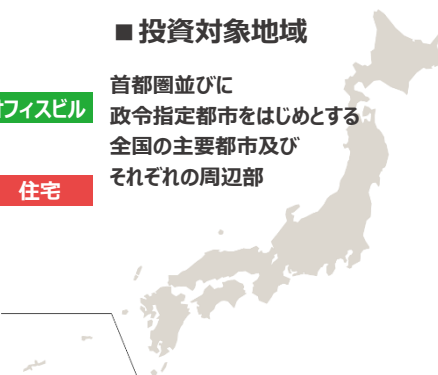 ■投資対象地域
首都圏並びに
オフィスビル
政令指定都市をはじめとする
全国の主要都市及び
それぞれの周辺部
住宅